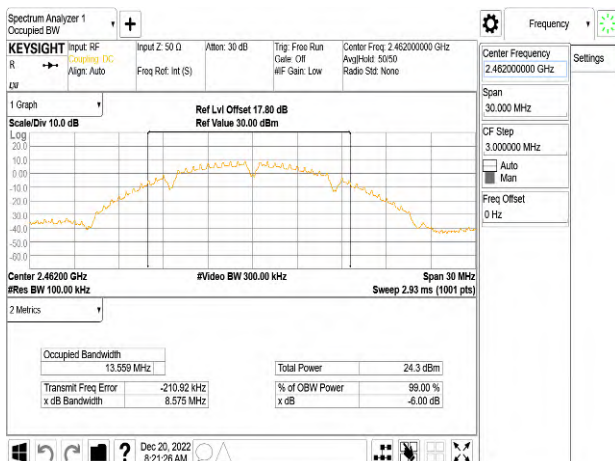 Spectrum Analyzer 1
Occupied BW
KEYSIGHT
R
Input: RF
Coupling: DC
Align: Auto
Input Z: 50 Ω
Freq Ref: Int (S)
Atten: 30 dB
Trig: Free Run
Gate: Off
#IF Gain: Low
Center Freq: 2.462000000 GHz
Avg|Hold: 50/50
Radio Std: None
1 Graph
Scale/Div 10.0 dB
Ref Lvl Offset 17.80 dB
Ref Value 30.00 dBm
Log
20.0
10.0
0.00
-10.0
-20.0
-30.0
-40.0
-50.0
-60.0
Center 2.46200 GHz
#Res BW 100.00 kHz
#Video BW 300.00 kHz
Span 30 MHz
Sweep 2.93 ms (1001 pts)
2 Metrics
Occupied Bandwidth
13.559 MHz
Transmit Freq Error -210.92 kHz
x dB Bandwidth 8.575 MHz
Total Power 24.3 dBm
% of OBW Power 99.00 %
x dB -6.00 dB
?
Dec 20, 2022
8:21:26 AM
Frequency
Center Frequency
2.462000000 GHz
Settings
Span
30.000 MHz
CF Step
3.000000 MHz
Auto
Man
Freq Offset
0 Hz